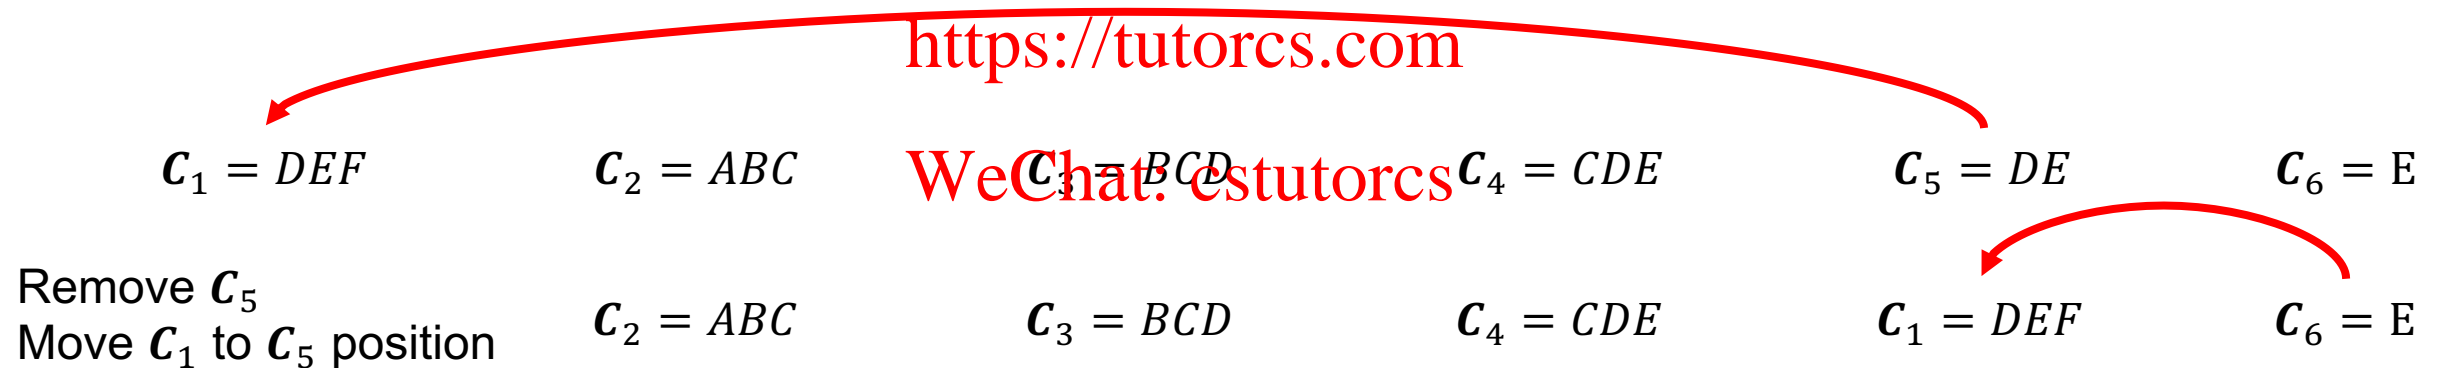 https://tutorcs.com
C₁ = DEF C₂ = ABC C₃ = BCD C₄ = CDE C₅ = DE C₆ = E
WeChat: cstutorcs
Remove C₅
Move C₁ to C₅ position
C₂ = ABC C₃ = BCD C₄ = CDE C₁ = DEF C₆ = E